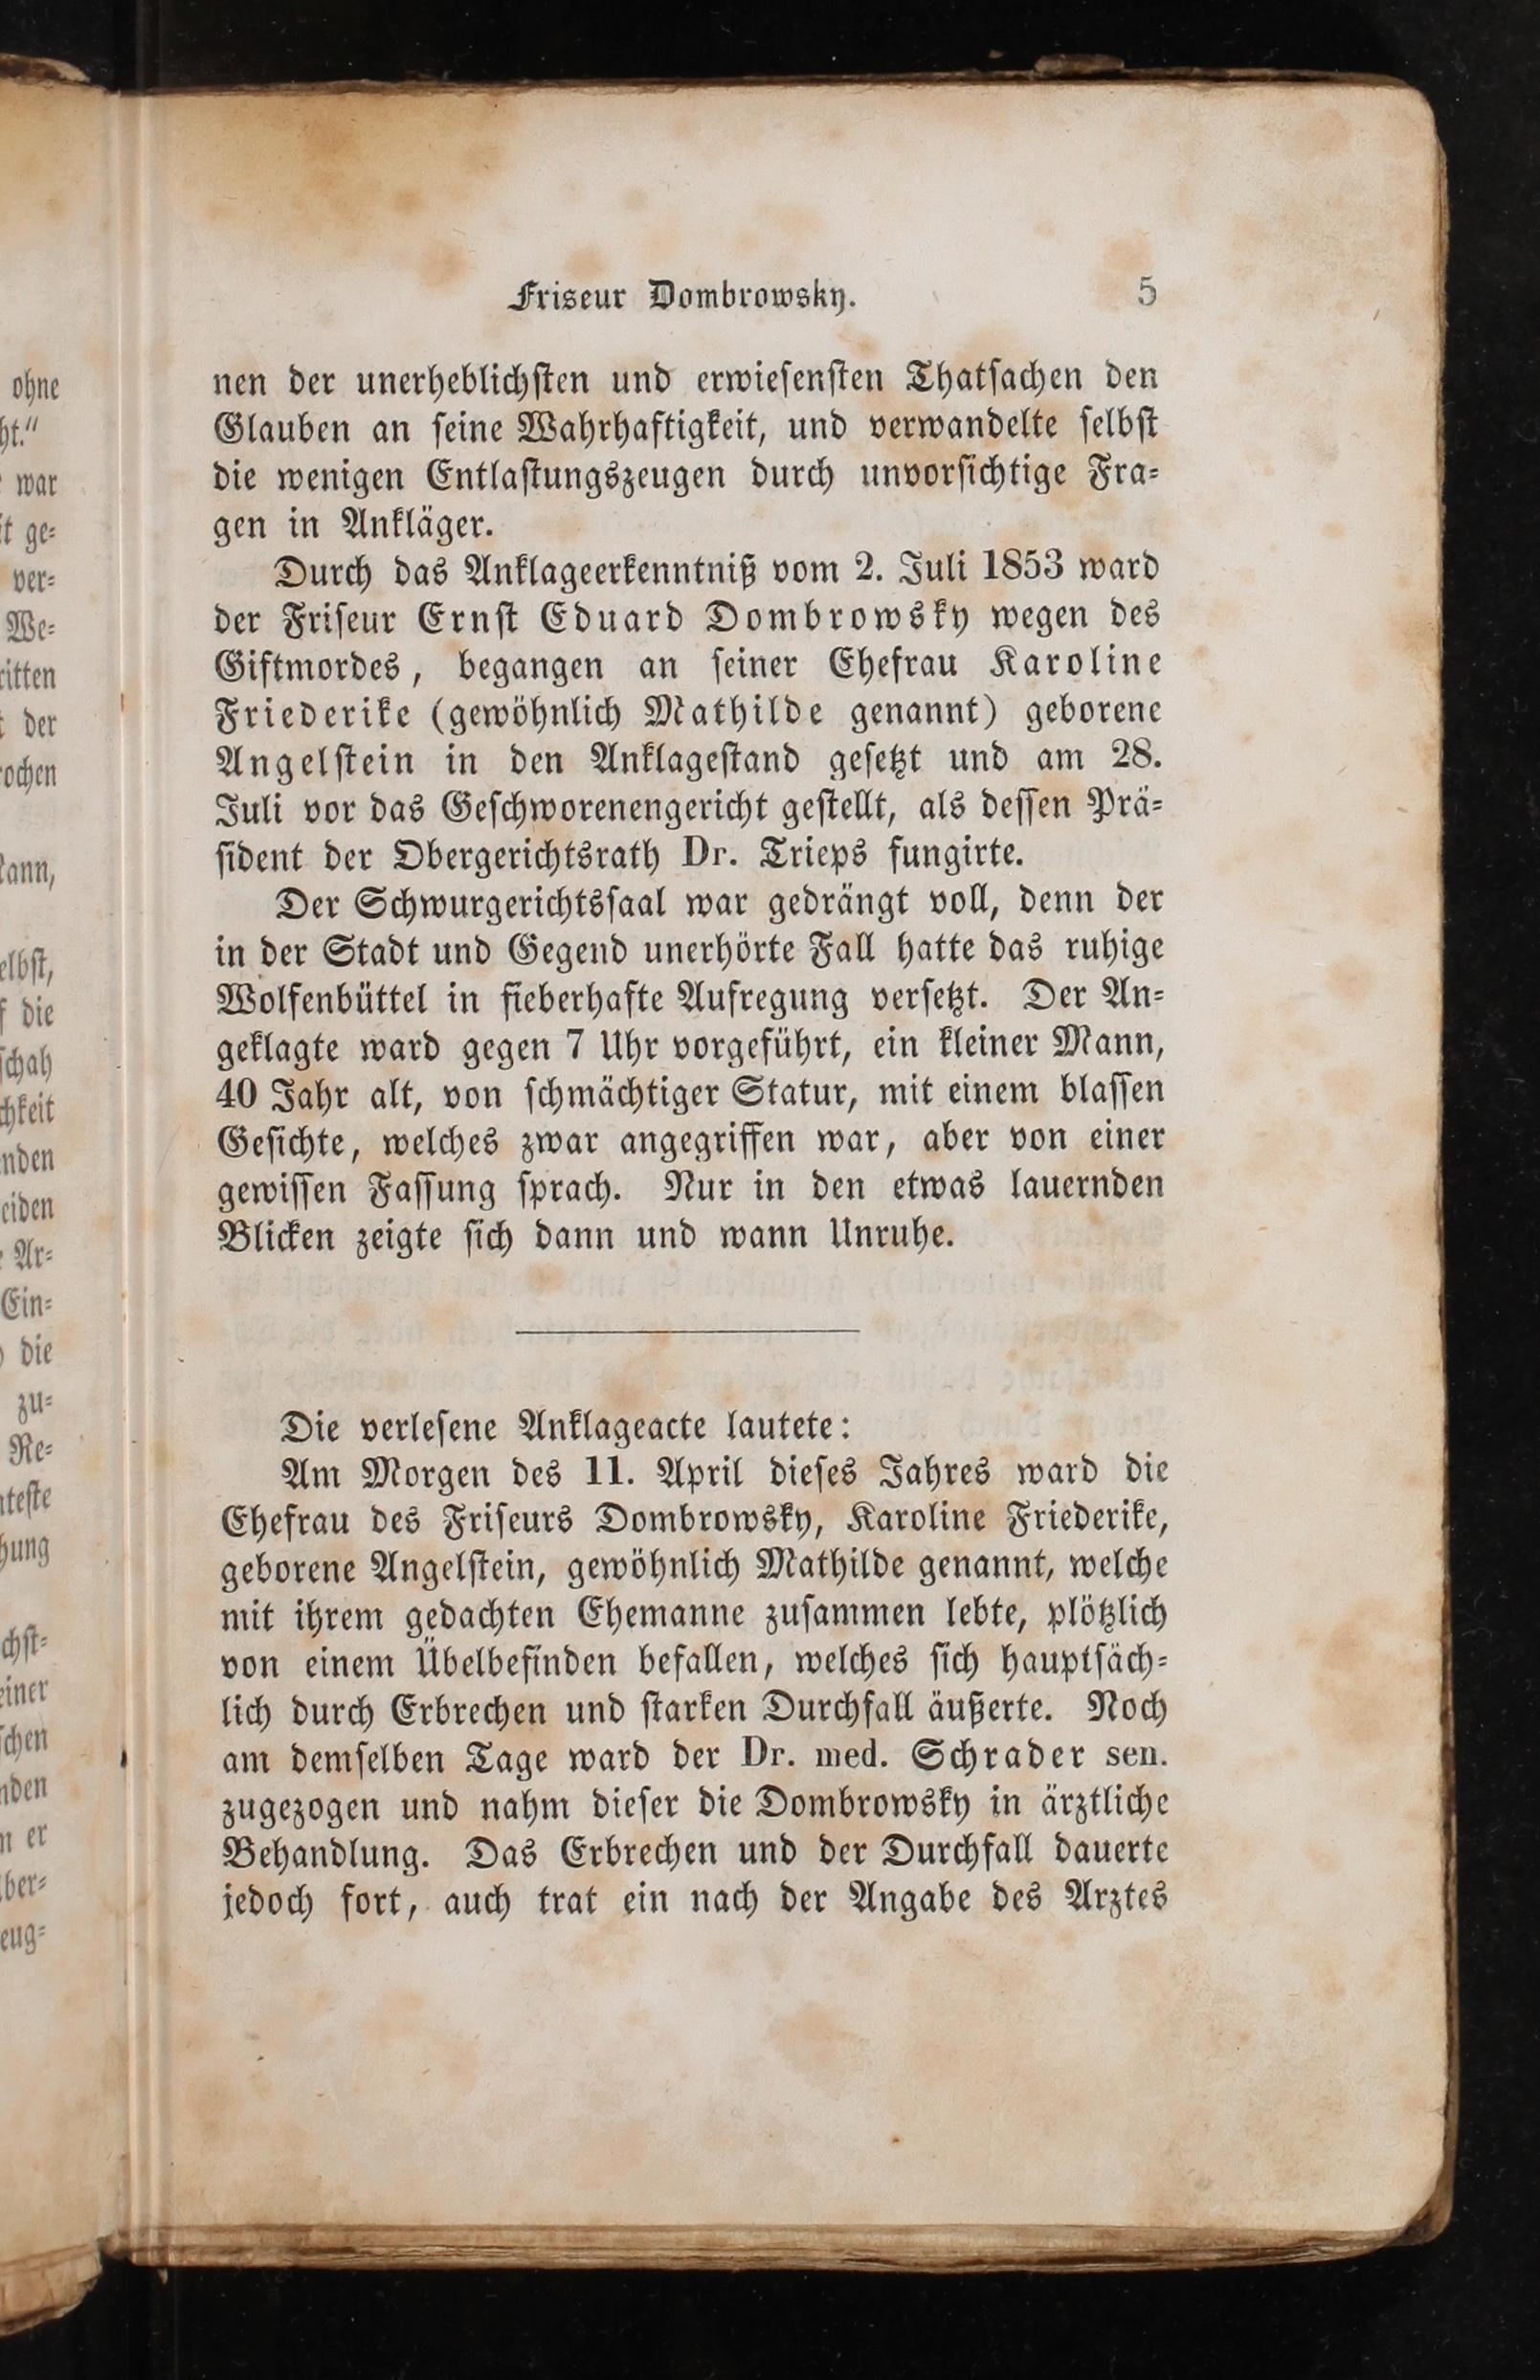 Friseur Dombrowsky. 5
nen der unerheblichsten und erwiesensten Thatsachen den
Glauben an seine Wahrhaftigkeit, und verwandelte selbst
die wenigen Entlastungszeugen durch unvorsichtige Fra-
gen in Ankläger.
Durch das Anklageerkenntniß vom 2. Juli 1853 ward
der Friseur Ernst Eduard Dombrowsky wegen des
Giftmordes, begangen an seiner Ehefrau Karoline
Friederike (gewöhnlich Mathilde genannt) geborene
Angelstein in den Anklagestand gesetzt und am 28.
Juli vor das Geschworenengericht gestellt, als dessen Prä-
sident der Obergerichtsrath Dr. Trieps fungirte.
Der Schwurgerichtssaal war gedrängt voll, denn der
in der Stadt und Gegend unerhörte Fall hatte das ruhige
Wolfenbüttel in fieberhafte Aufregung versetzt. Der An-
geklagte ward gegen 7 Uhr vorgeführt, ein kleiner Mann,
40 Jahr alt, von schmächtiger Statur, mit einem blassen
Gesichte, welches zwar angegriffen war, aber von einer
gewissen Fassung sprach. Nur in den etwas lauernden
Blicken zeigte sich dann und wann Unruhe.
Die verlesene Anklageacte lautete:
Am Morgen des 11. April dieses Jahres ward die
Ehefrau des Friseurs Dombrowsky, Karoline Friederike,
geborene Angelstein, gewöhnlich Mathilde genannt, welche
mit ihrem gedachten Ehemanne zusammen lebte, plötzlich
von einem Übelbefinden befallen, welches sich hauptsäch-
lich durch Erbrechen und starken Durchfall äußerte. Noch
am demselben Tage ward der Dr. med. Schrader sen.
zugezogen und nahm dieser die Dombrowsky in ärztliche
Behandlung. Das Erbrechen und der Durchfall dauerte
jedoch fort, auch trat ein nach der Angabe des Arztes